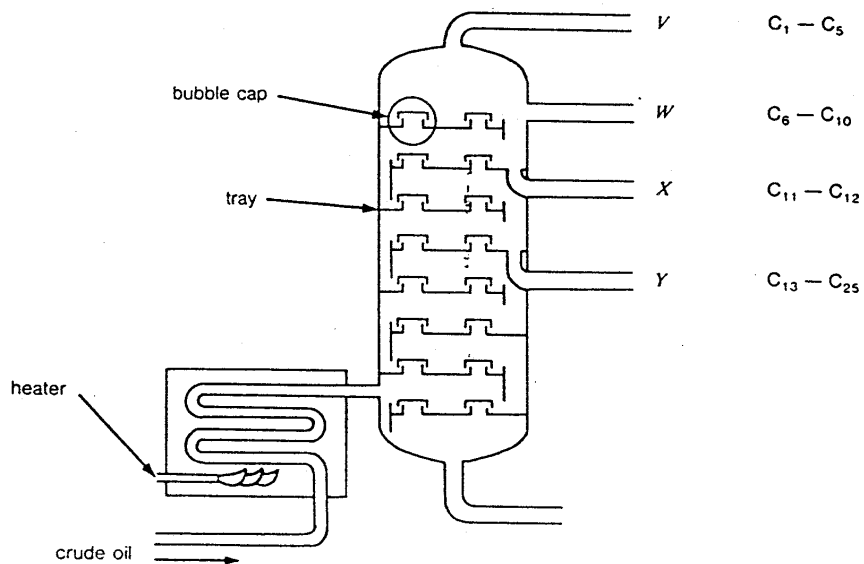 V C₁ — C₅
bubble cap
W C₆ — C₁₀
tray
X C₁₁ — C₁₂
Y C₁₃ — C₂₅
heater
crude oil